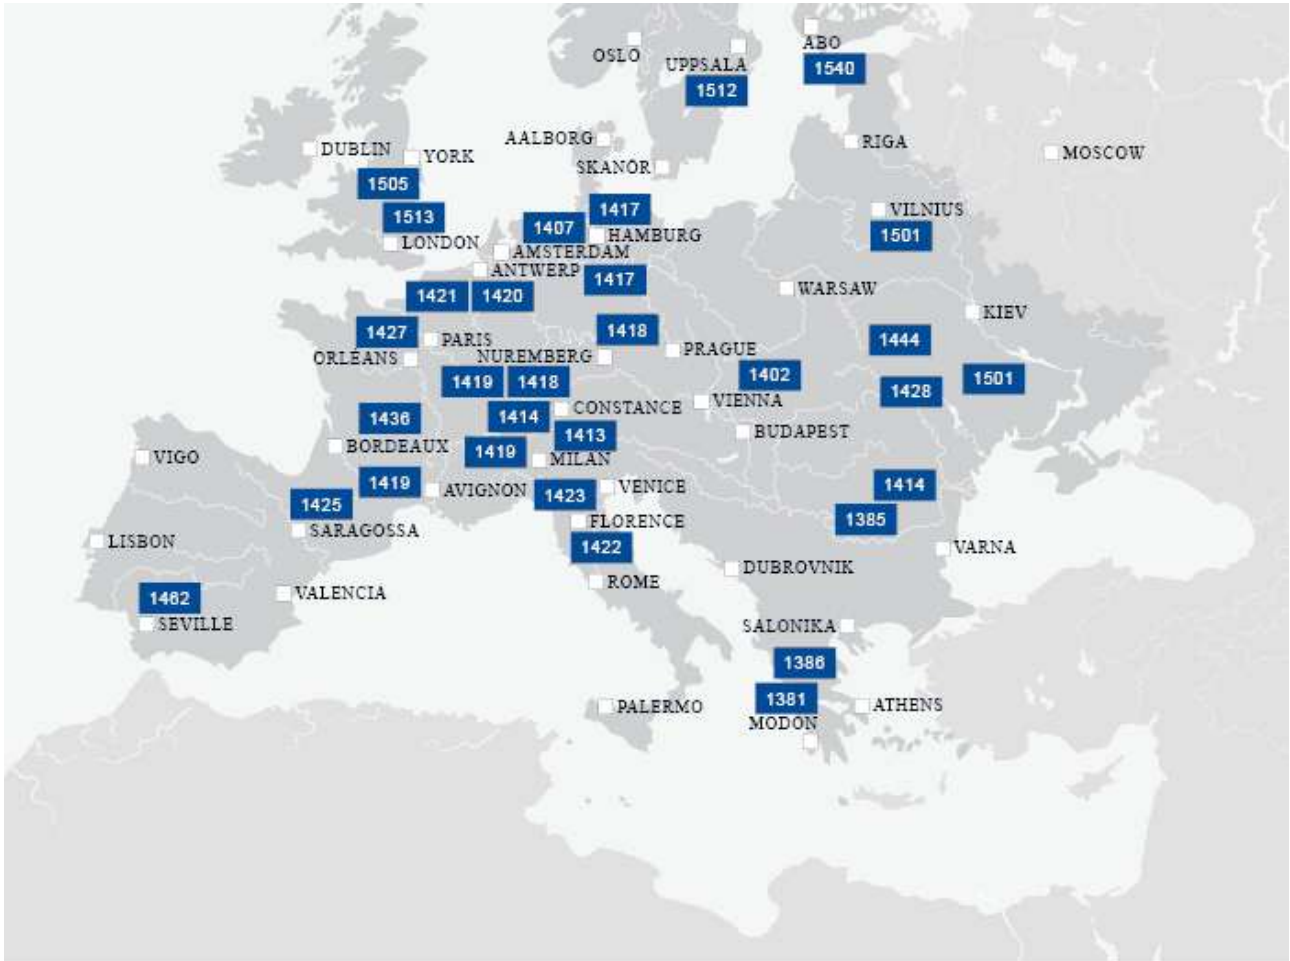 OSLO
UPPSALA
1512
ABO
1540
AALBORG
SKANÖR
RIGA
MOSCOW
DUBLIN
YORK
1505
1513
LONDON
1407
1417
HAMBURG
VILNIUS
1501
AMSTERDAM
ANTWERP
1417
1421
1420
WARSAW
KIEV
1427
PARIS
1418
1444
ORLÉANS
NUREMBERG
PRAGUE
1419
1418
1402
1428
1501
1436
1414
CONSTANCE
VIENNA
BORDEAUX
1413
BUDAPEST
VIGO
1419
MILAN
1419
AVIGNON
1423
VENICE
1414
1425
SARAGOSSA
FLORENCE
1385
LISBON
1422
VARNA
DUBROVNIK
1462
VALENCIA
ROME
SEVILLE
SALONIKA
1386
1381
PALERMO
ATHENS
MODON